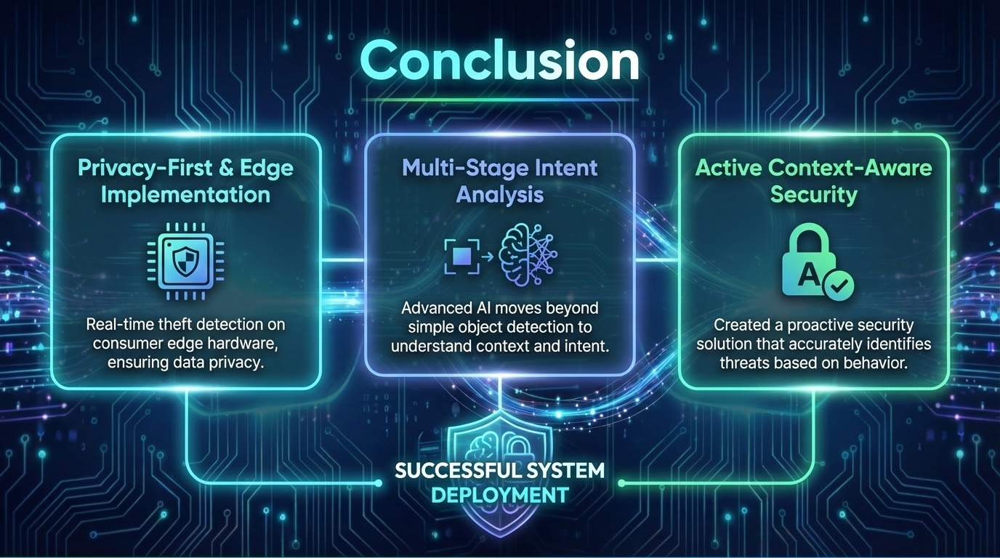 Conclusion
Privacy-First & Edge
Implementation
Real-time theft detection on
consumer edge hardware,
ensuring data privacy.
Multi-Stage Intent
Analysis
Advanced AI moves beyond
simple object detection to
understand context and intent.
Active Context-Aware
Security
A
Created a proactive security
solution that accurately identifies
threats based on behavior.
SUCCESSFUL SYSTEM
DEPLOYMENT